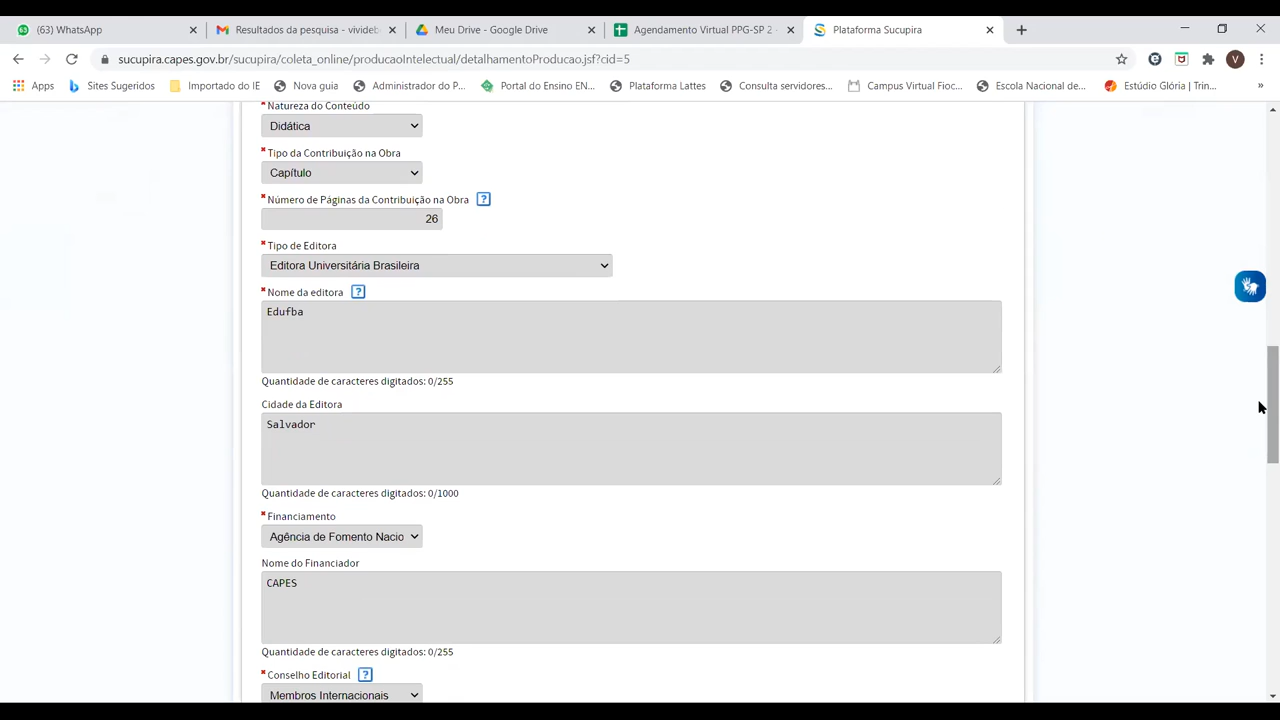 (63) WhatsApp
Resultados da pesquisa - vivideb
Meu Drive - Google Drive
Agendamento Virtual PPG-SP 2
Plataforma Sucupira
sucupira.capes.gov.br/sucupira/coleta_online/producaoIntelectual/detalhamentoProducao.jsf?cid=5
V
Apps
Sites Sugeridos
Importado do IE
Nova guia
Administrador do P...
Portal do Ensino EN...
Plataforma Lattes
Consulta servidores...
Campus Virtual Fioc...
Escola Nacional de...
Estúdio Glória | Trin...
»
* Natureza do Conteúdo
Didática
* Tipo da Contribuição na Obra
Capítulo
* Número de Páginas da Contribuição na Obra ?
26
* Tipo de Editora
Editora Universitária Brasileira
* Nome da editora ?
Edufba
Quantidade de caracteres digitados: 0/255
Cidade da Editora
Salvador
Quantidade de caracteres digitados: 0/1000
* Financiamento
Agência de Fomento Nacio
Nome do Financiador
CAPES
Quantidade de caracteres digitados: 0/255
* Conselho Editorial ?
Membros Internacionais